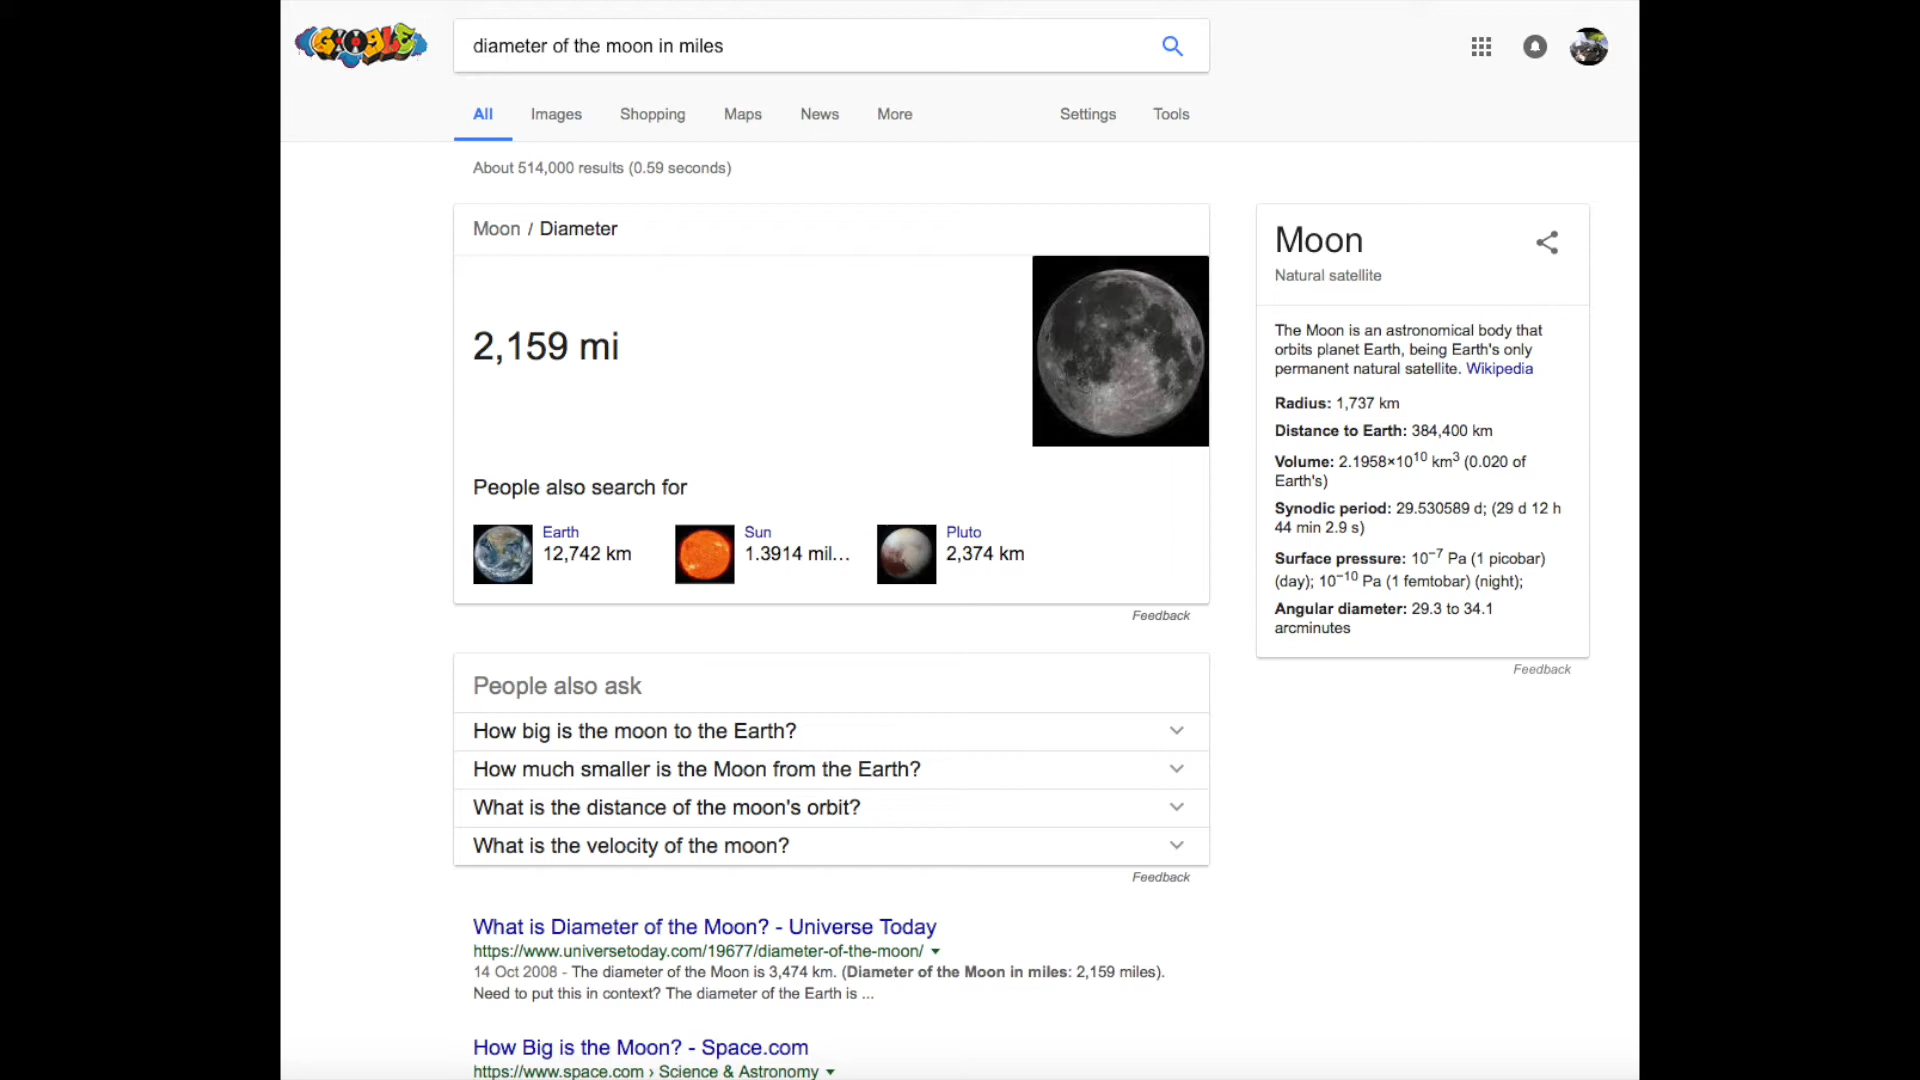 GOOGLE
diameter of the moon in miles
All Images Shopping Maps News More Settings Tools
About 514,000 results (0.59 seconds)
Moon / Diameter
2,159 mi
People also search for
Earth
12,742 km
Sun
1.3914 mil...
Pluto
2,374 km
Feedback
People also ask
How big is the moon to the Earth?
How much smaller is the Moon from the Earth?
What is the distance of the moon's orbit?
What is the velocity of the moon?
Feedback
What is Diameter of the Moon? - Universe Today
https://www.universetoday.com/19677/diameter-of-the-moon/
14 Oct 2008 - The diameter of the Moon is 3,474 km. (Diameter of the Moon in miles: 2,159 miles).
Need to put this in context? The diameter of the Earth is ...
How Big is the Moon? - Space.com
https://www.space.com › Science & Astronomy
Moon
Natural satellite
The Moon is an astronomical body that
orbits planet Earth, being Earth's only
permanent natural satellite. Wikipedia
Radius: 1,737 km
Distance to Earth: 384,400 km
Volume: 2.1958×10¹⁰ km³ (0.020 of
Earth's)
Synodic period: 29.530589 d; (29 d 12 h
44 min 2.9 s)
Surface pressure: 10⁻⁷ Pa (1 picobar)
(day); 10⁻¹⁰ Pa (1 femtobar) (night);
Angular diameter: 29.3 to 34.1
arcminutes
Feedback